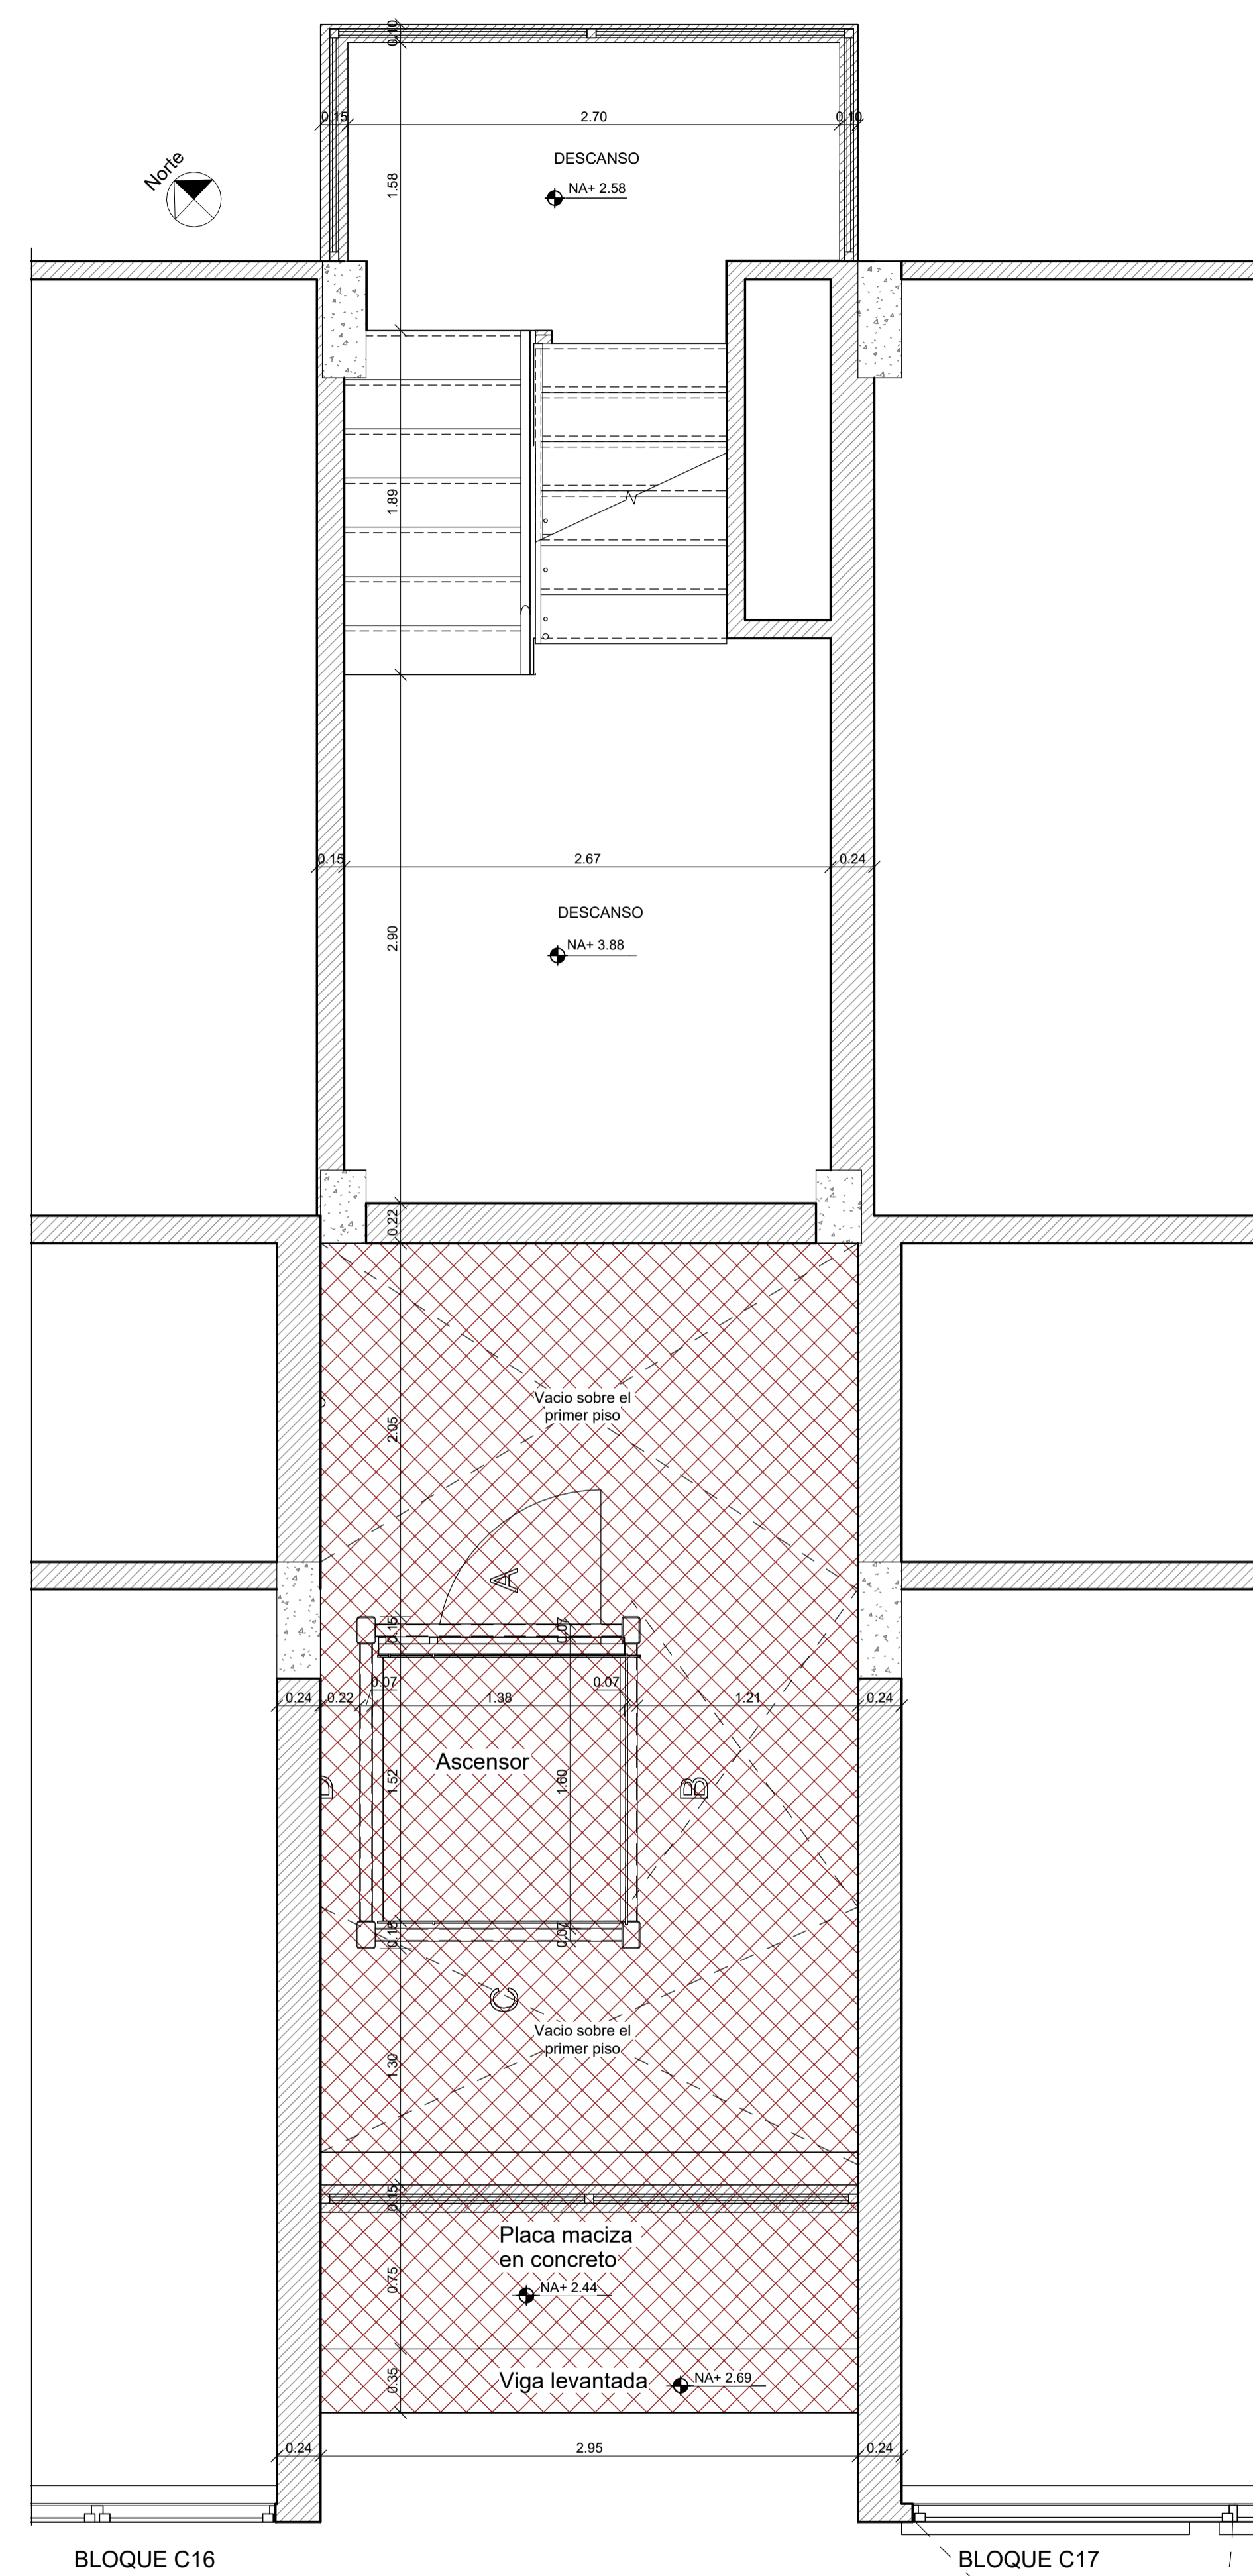 0.10
0.15
2.70
0.10
Norte
DESCANSO
1.58
NA+ 2.58
1.89
0.15
2.67
0.24
DESCANSO
2.90
NA+ 3.88
0.22
Vacio sobre el
primer piso
2.05
A
0.15
0.07
0.07
0.07
0.24
0.22
1.38
1.21
0.24
Ascensor
1.52
1.60
D
B
0.15
0.07
C
Vacio sobre el
primer piso
1.30
0.15
Placa maciza
en concreto
0.75
NA+ 2.44
Viga levantada
NA+ 2.69
0.35
0.24
2.95
0.24
BLOQUE C16
BLOQUE C17